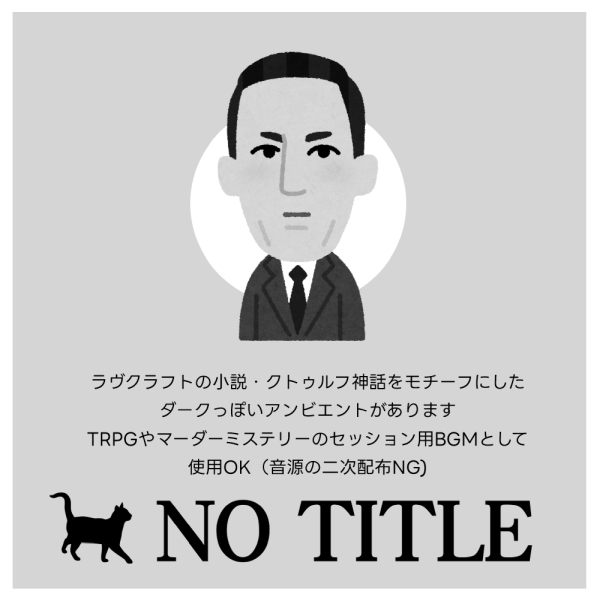 ラヴクラフトの小説・クトゥルフ神話をモチーフにした
ダークっぽいアンビエントがあります
TRPGやマーダーミステリーのセッション用BGMとして
使用OK（音源の二次配布NG)
NO TITLE